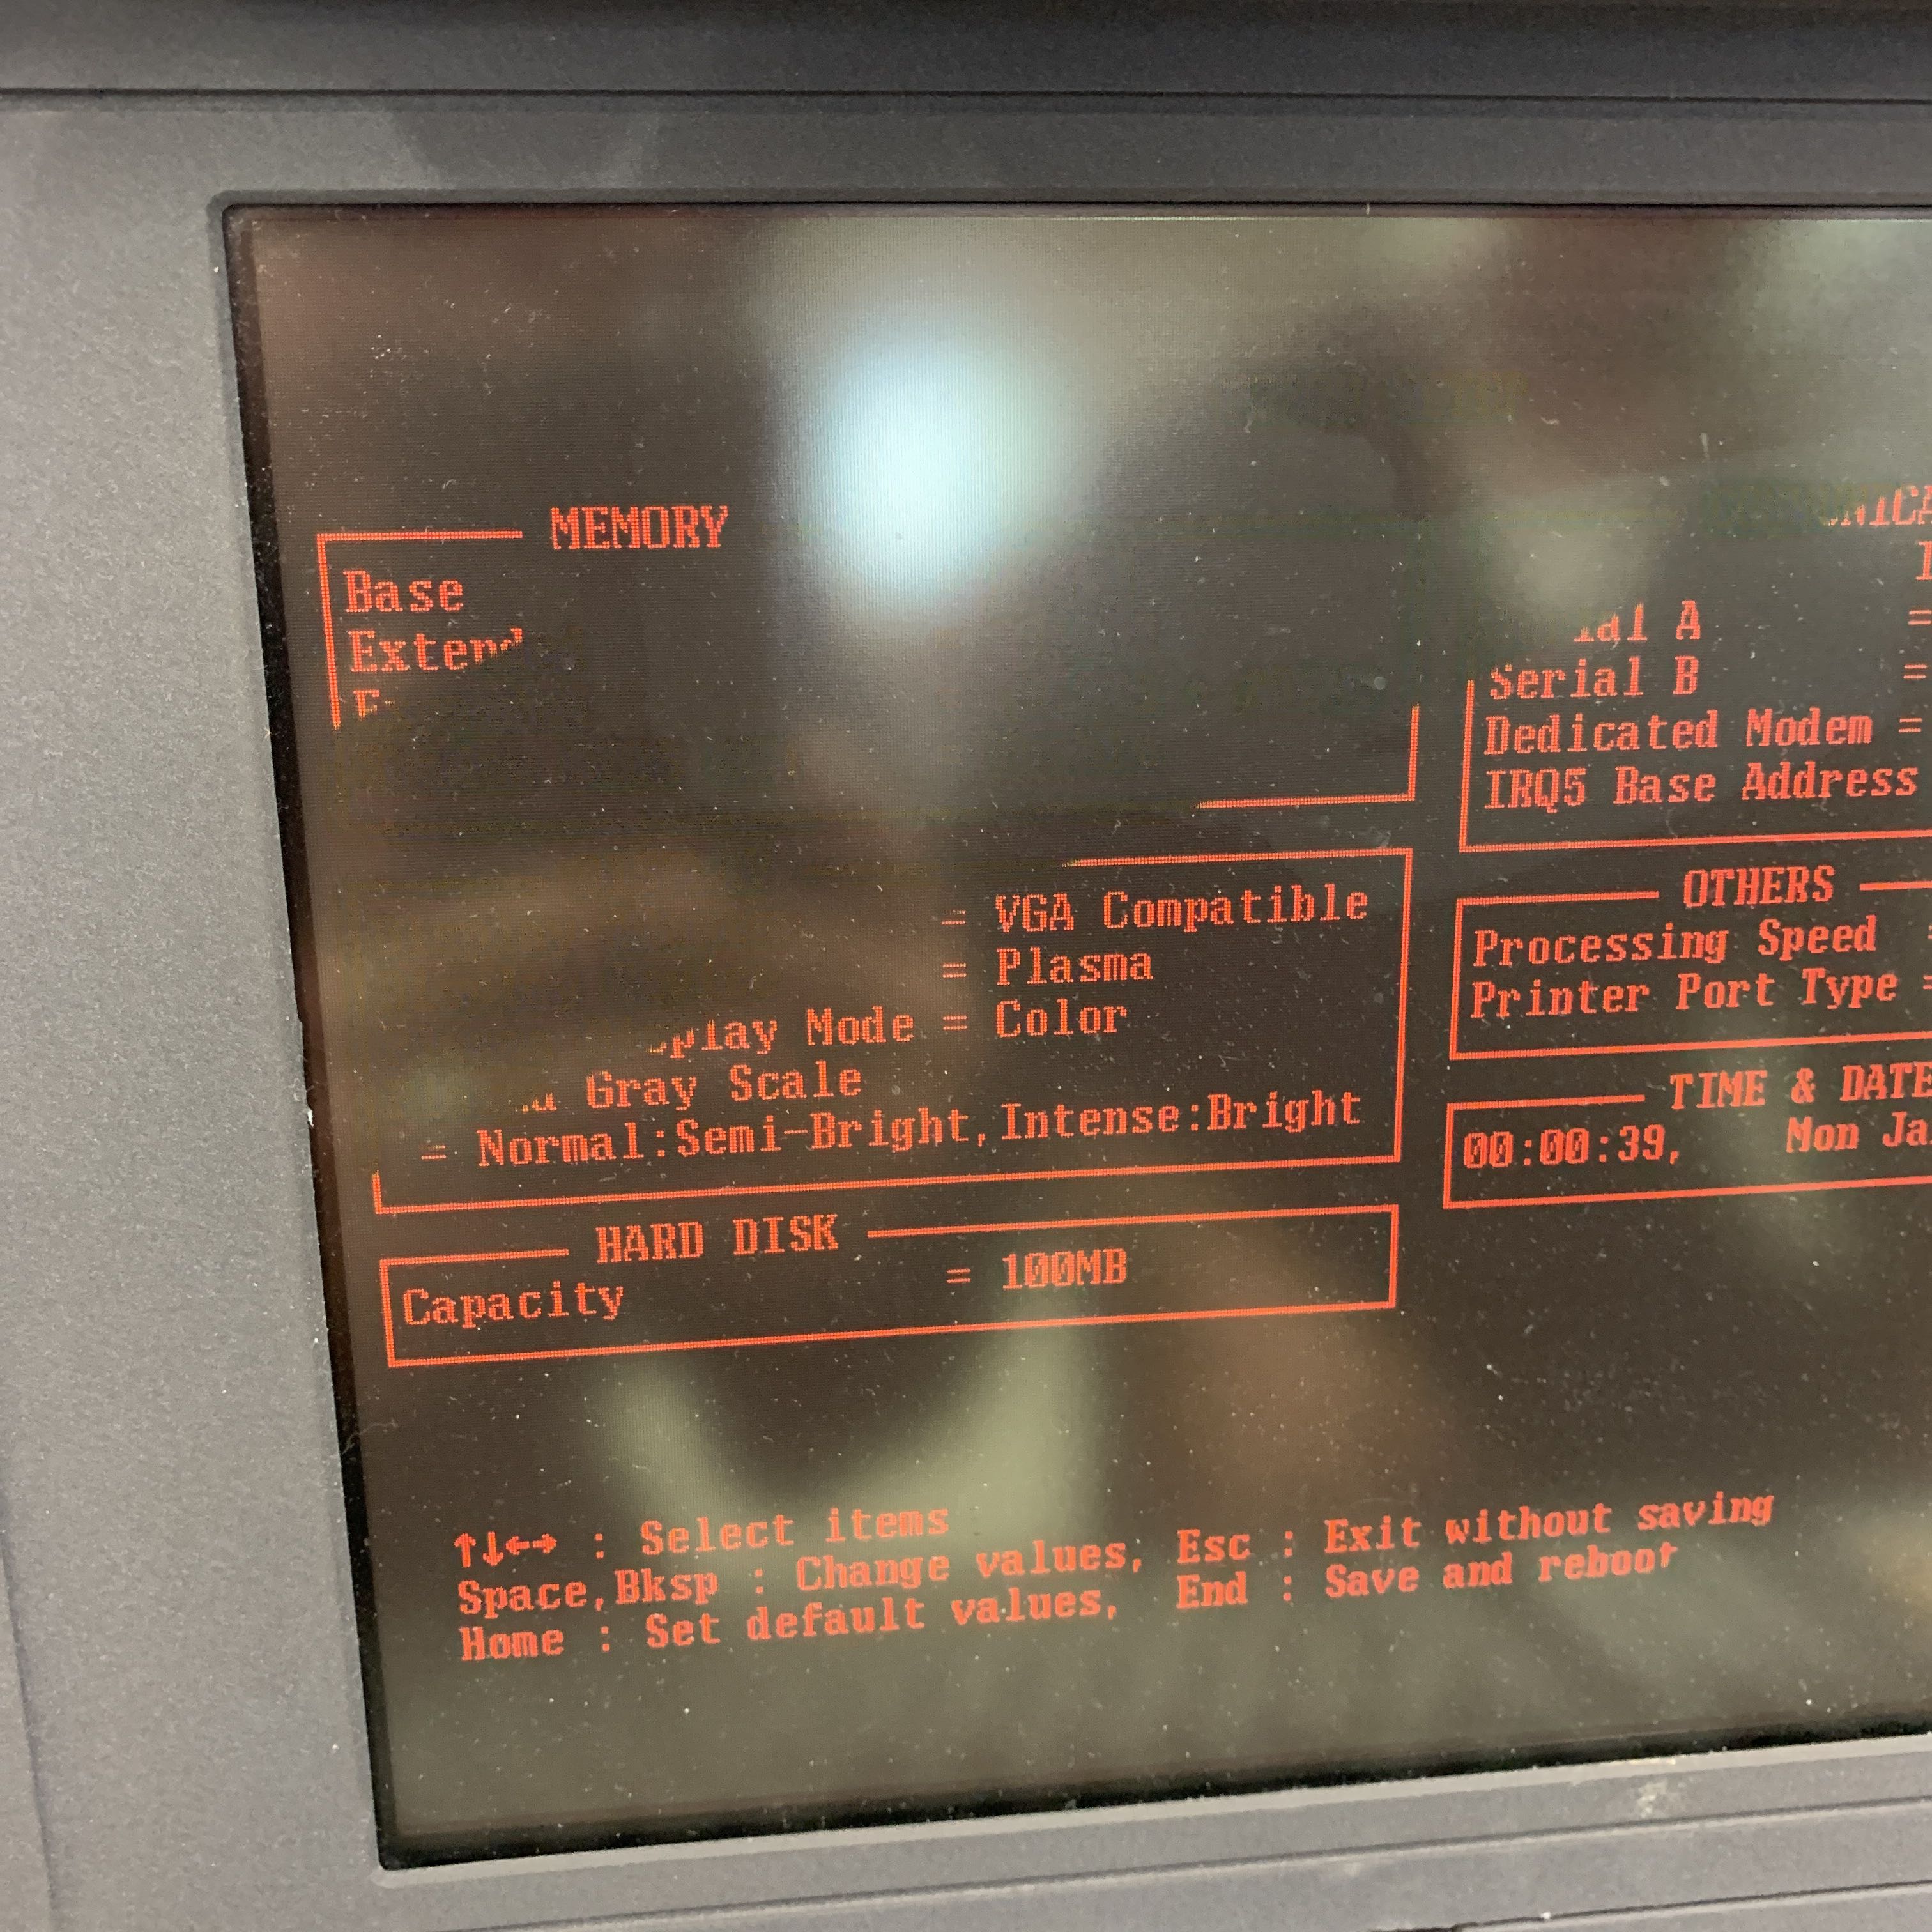 MEMORY
Base
Serial B =
Dedicated Modem =
IRQ5 Base Address
= VGA Compatible
= Plasma
Mode = Color
Gray Scale
= Normal:Semi-Bright,Intense:Bright
HARD DISK
Capacity = 100MB
OTHERS
Processing Speed
Printer Port Type =
TIME & DATE
00:00:39, Mon
↑↓←→ : Select items
Space,Bksp : Change values, Esc : Exit without saving
Home : Set default values, End : Save and reboot